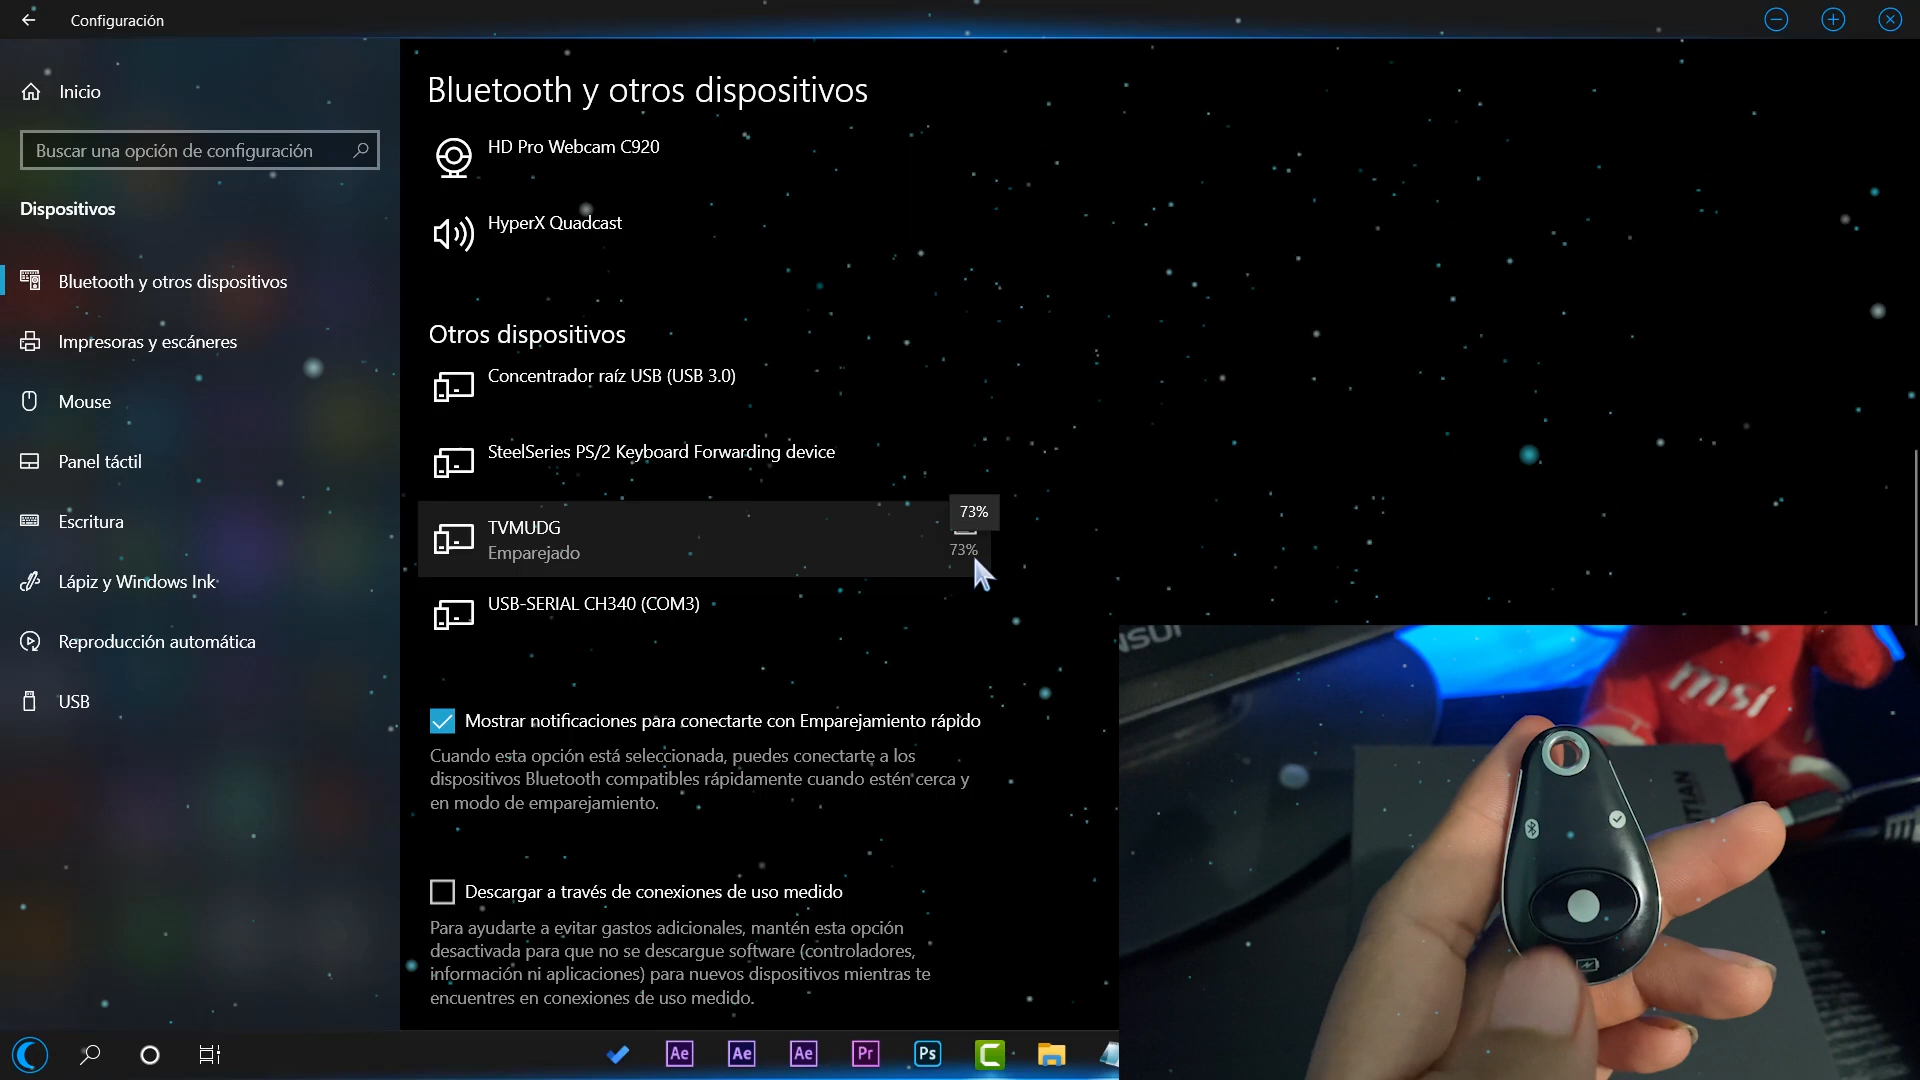 Configuración
Inicio
Buscar una opción de configuración
Dispositivos
Bluetooth y otros dispositivos
Impresoras y escáneres
Mouse
Panel táctil
Escritura
Lápiz y Windows Ink
Reproducción automática
USB
Bluetooth y otros dispositivos
HD Pro Webcam C920
HyperX Quadcast
Otros dispositivos
Concentrador raíz USB (USB 3.0)
SteelSeries PS/2 Keyboard Forwarding device
TVMUDG
Emparejado
73%
73%
USB-SERIAL CH340 (COM3)
Mostrar notificaciones para conectarte con Emparejamiento rápido
Cuando esta opción está seleccionada, puedes conectarte a los
dispositivos Bluetooth compatibles rápidamente cuando estén cerca y
en modo de emparejamiento.
Descargar a través de conexiones de uso medido
Para ayudarte a evitar gastos adicionales, mantén esta opción
desactivada para que no se descargue software (controladores,
información ni aplicaciones) para nuevos dispositivos mientras te
encuentres en conexiones de uso medido.
msi
Ae
Ae
Ae
Pr
Ps